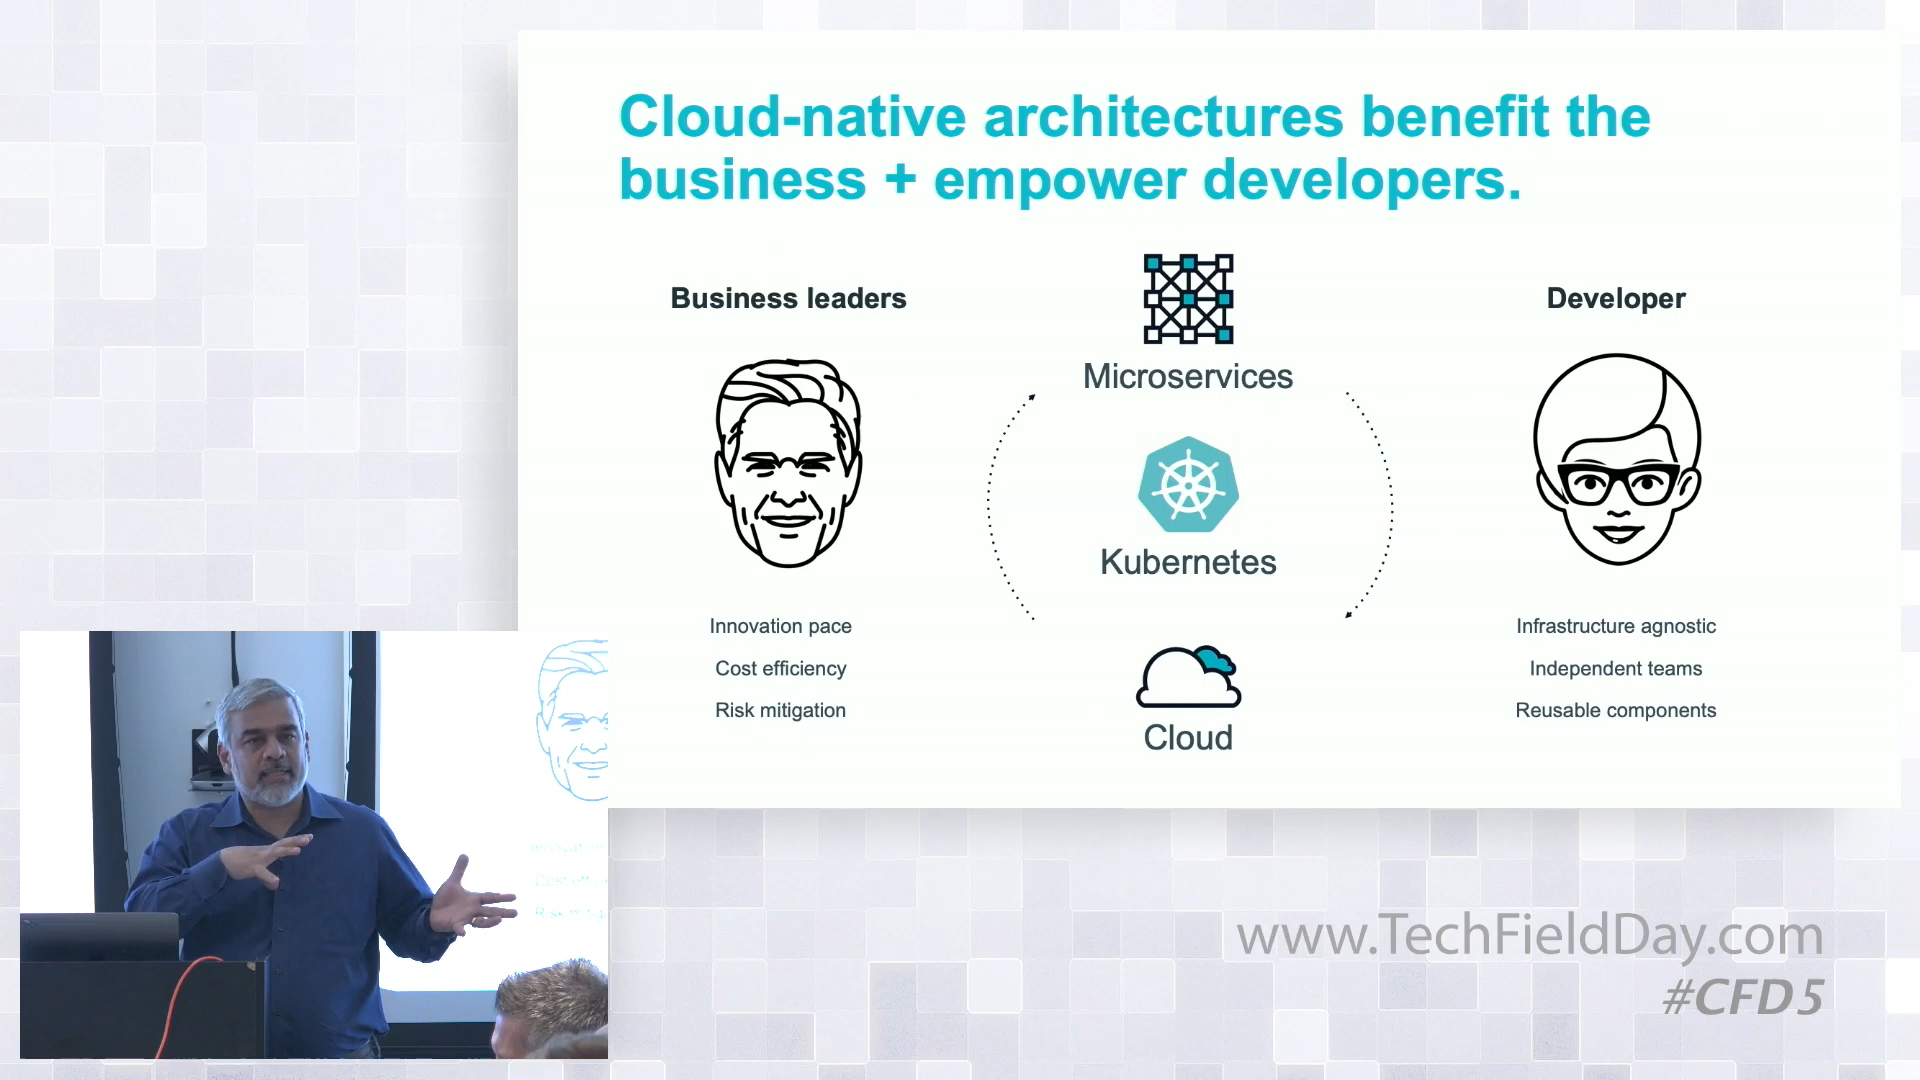 Cloud-native architectures benefit the
business + empower developers.
Business leaders
Innovation pace
Cost efficiency
Risk mitigation
Microservices
Kubernetes
Cloud
Developer
Infrastructure agnostic
Independent teams
Reusable components
www.TechFieldDay.com
#CFD5